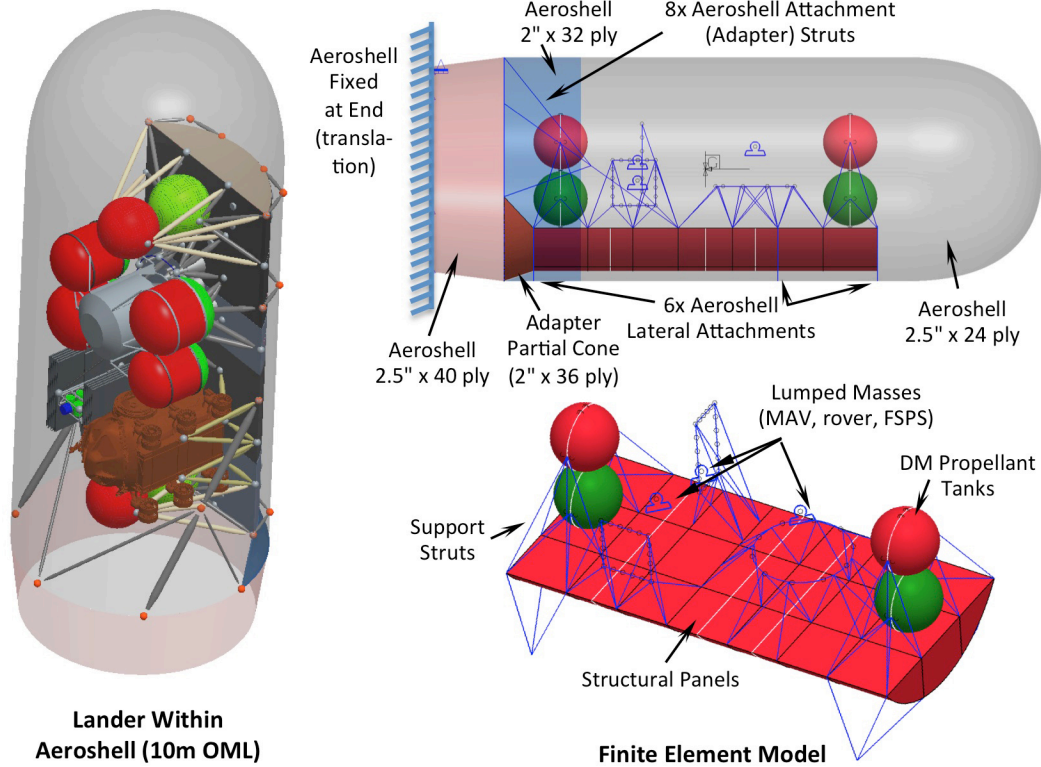 Aeroshell
2" x 32 ply
8x Aeroshell Attachment
(Adapter) Struts
Aeroshell
Fixed
at End
(transla-
tion)
6x Aeroshell
Lateral Attachments
Adapter
Partial Cone
(2" x 36 ply)
Aeroshell
2.5" x 40 ply
Aeroshell
2.5" x 24 ply
Lumped Masses
(MAV, rover, FSPS)
DM Propellant
Tanks
Support
Struts
Structural Panels
Lander Within
Aeroshell (10m OML)
Finite Element Model